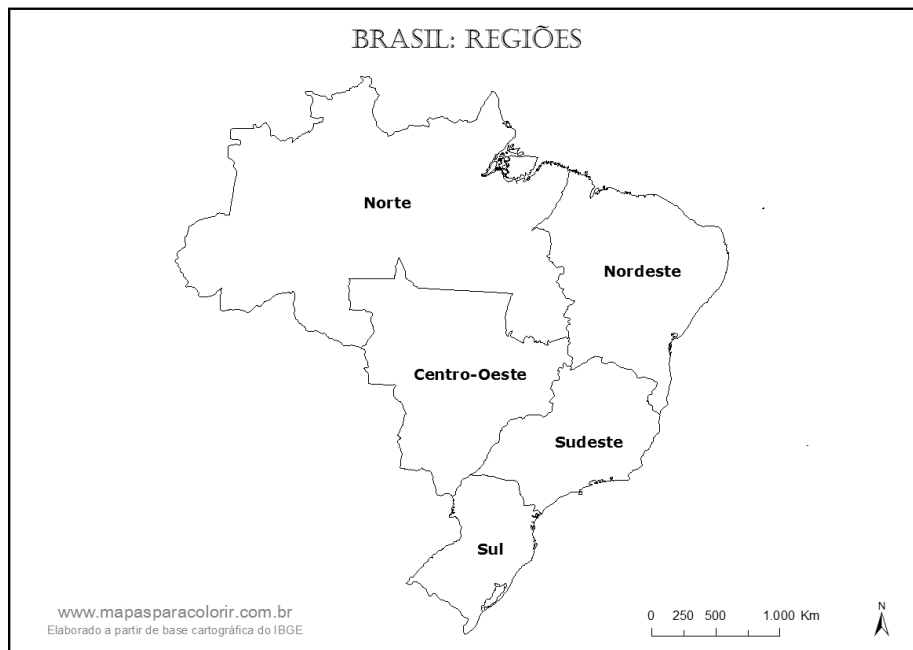 BRASIL: REGIÕES
Norte
Nordeste
Centro-Oeste
Sudeste
Sul
www.mapasparacolorir.com.br
Elaborado a partir de base cartográfica do IBGE
0 250 500 1.000 Km
N